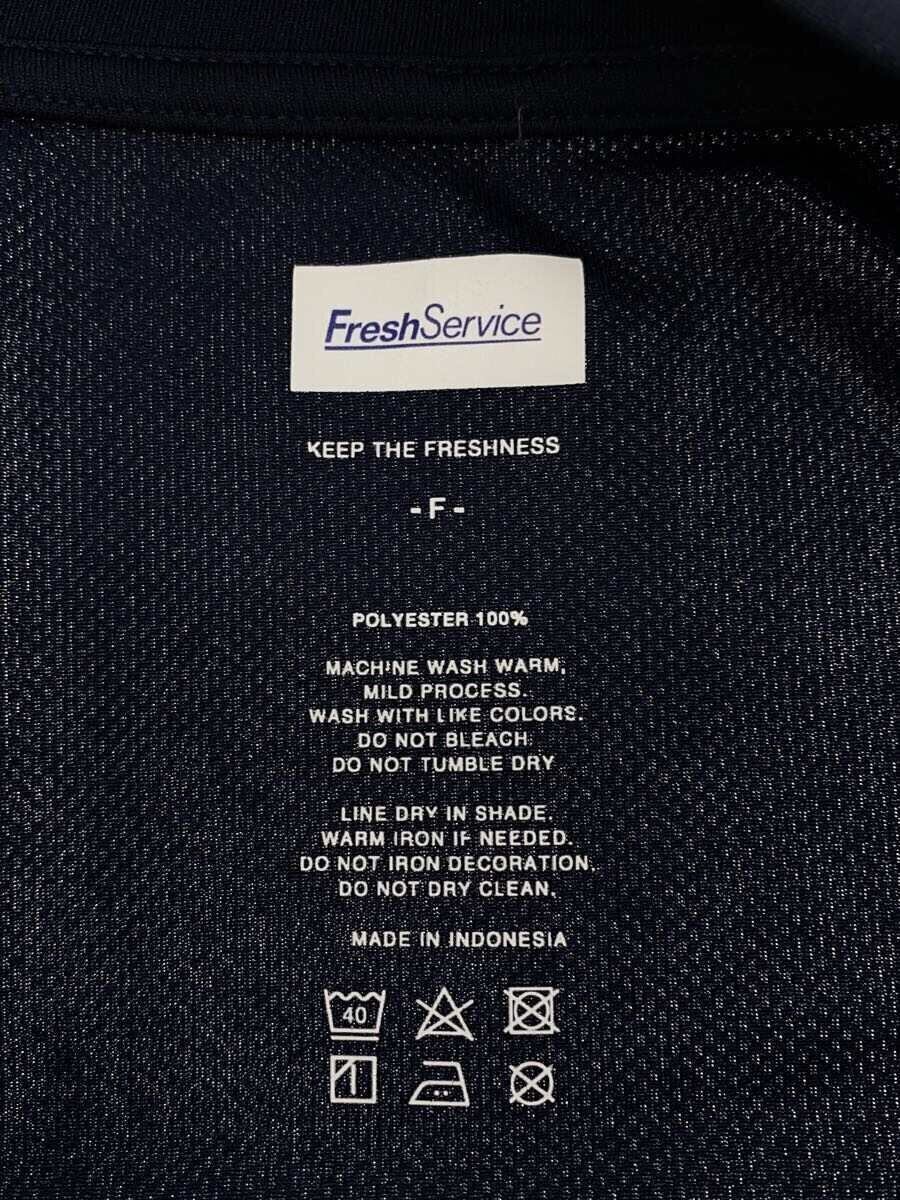 FreshService
KEEP THE FRESHNESS
- F -
POLYESTER 100%
MACHINE WASH WARM,
MILD PROCESS.
WASH WITH LIKE COLORS.
DO NOT BLEACH.
DO NOT TUMBLE DRY
LINE DRY IN SHADE.
WARM IRON IF NEEDED.
DO NOT IRON DECORATION.
DO NOT DRY CLEAN.
MADE IN INDONESIA
40